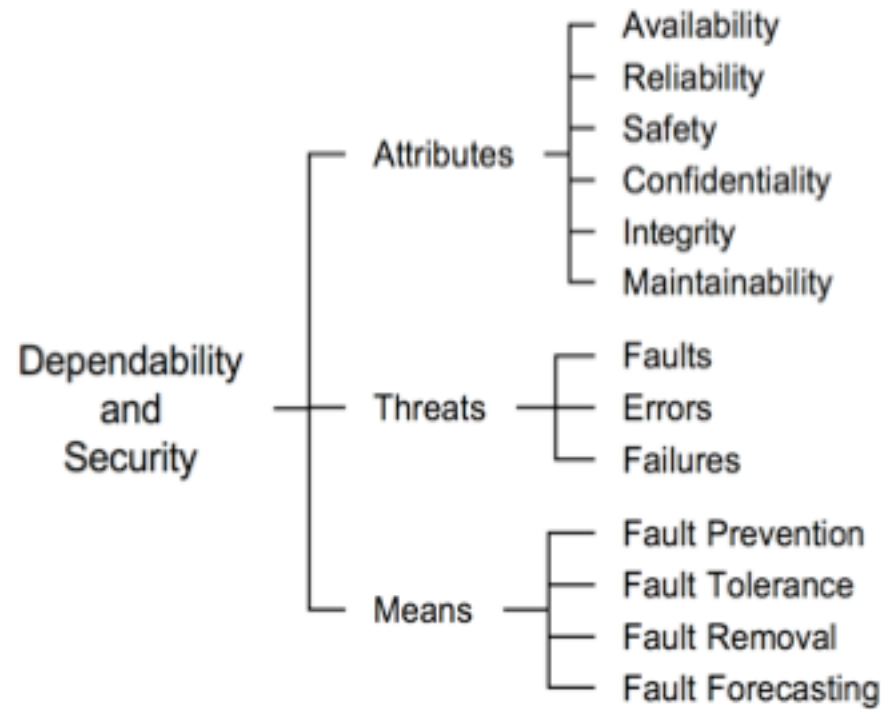 Dependability
and
Security
Attributes
Availability
Reliability
Safety
Confidentiality
Integrity
Maintainability
Threats
Faults
Errors
Failures
Means
Fault Prevention
Fault Tolerance
Fault Removal
Fault Forecasting